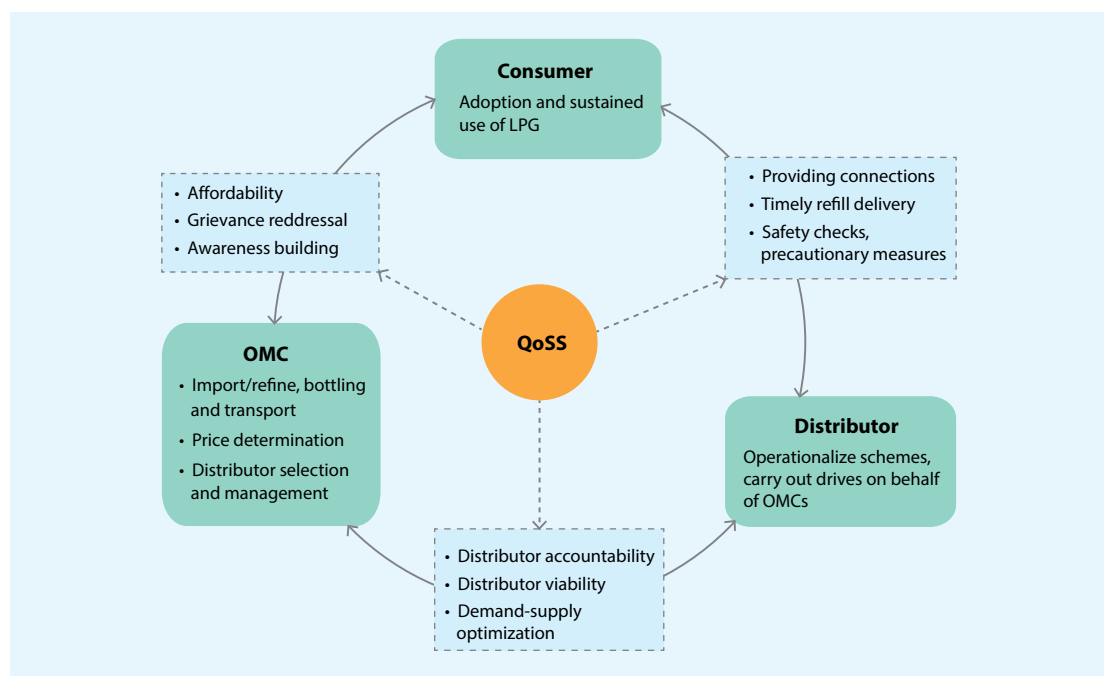 Consumer
Adoption and sustained
use of LPG
• Affordability
• Grievance reddressal
• Awareness building
• Providing connections
• Timely refill delivery
• Safety checks,
precautionary measures
QoSS
OMC
• Import/refine, bottling
and transport
• Price determination
• Distributor selection
and management
Distributor
Operationalize schemes,
carry out drives on behalf
of OMCs
• Distributor accountability
• Distributor viability
• Demand-supply
optimization